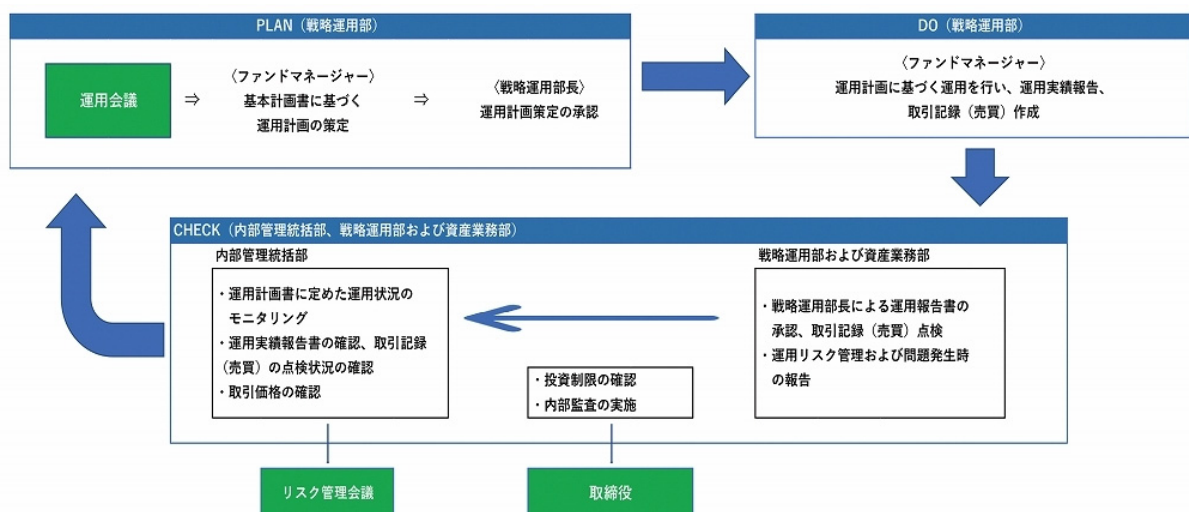 PLAN（戦略運用部）
運用会議
⇒
〈ファンドマネージャー〉
基本計画書に基づく
運用計画の策定
⇒
〈戦略運用部長〉
運用計画策定の承認
DO（戦略運用部）
〈ファンドマネージャー〉
運用計画に基づく運用を行い、運用実績報告、
取引記録（売買）作成
CHECK（内部管理統括部、戦略運用部および資産業務部）
内部管理統括部
・運用計画書に定めた運用状況の
モニタリング
・運用実績報告書の確認、取引記録
（売買）の点検状況の確認
・取引価格の確認
・投資制限の確認
・内部監査の実施
戦略運用部および資産業務部
・戦略運用部長による運用報告書の
承認、取引記録（売買）点検
・運用リスク管理および問題発生時
の報告
リスク管理会議
取締役